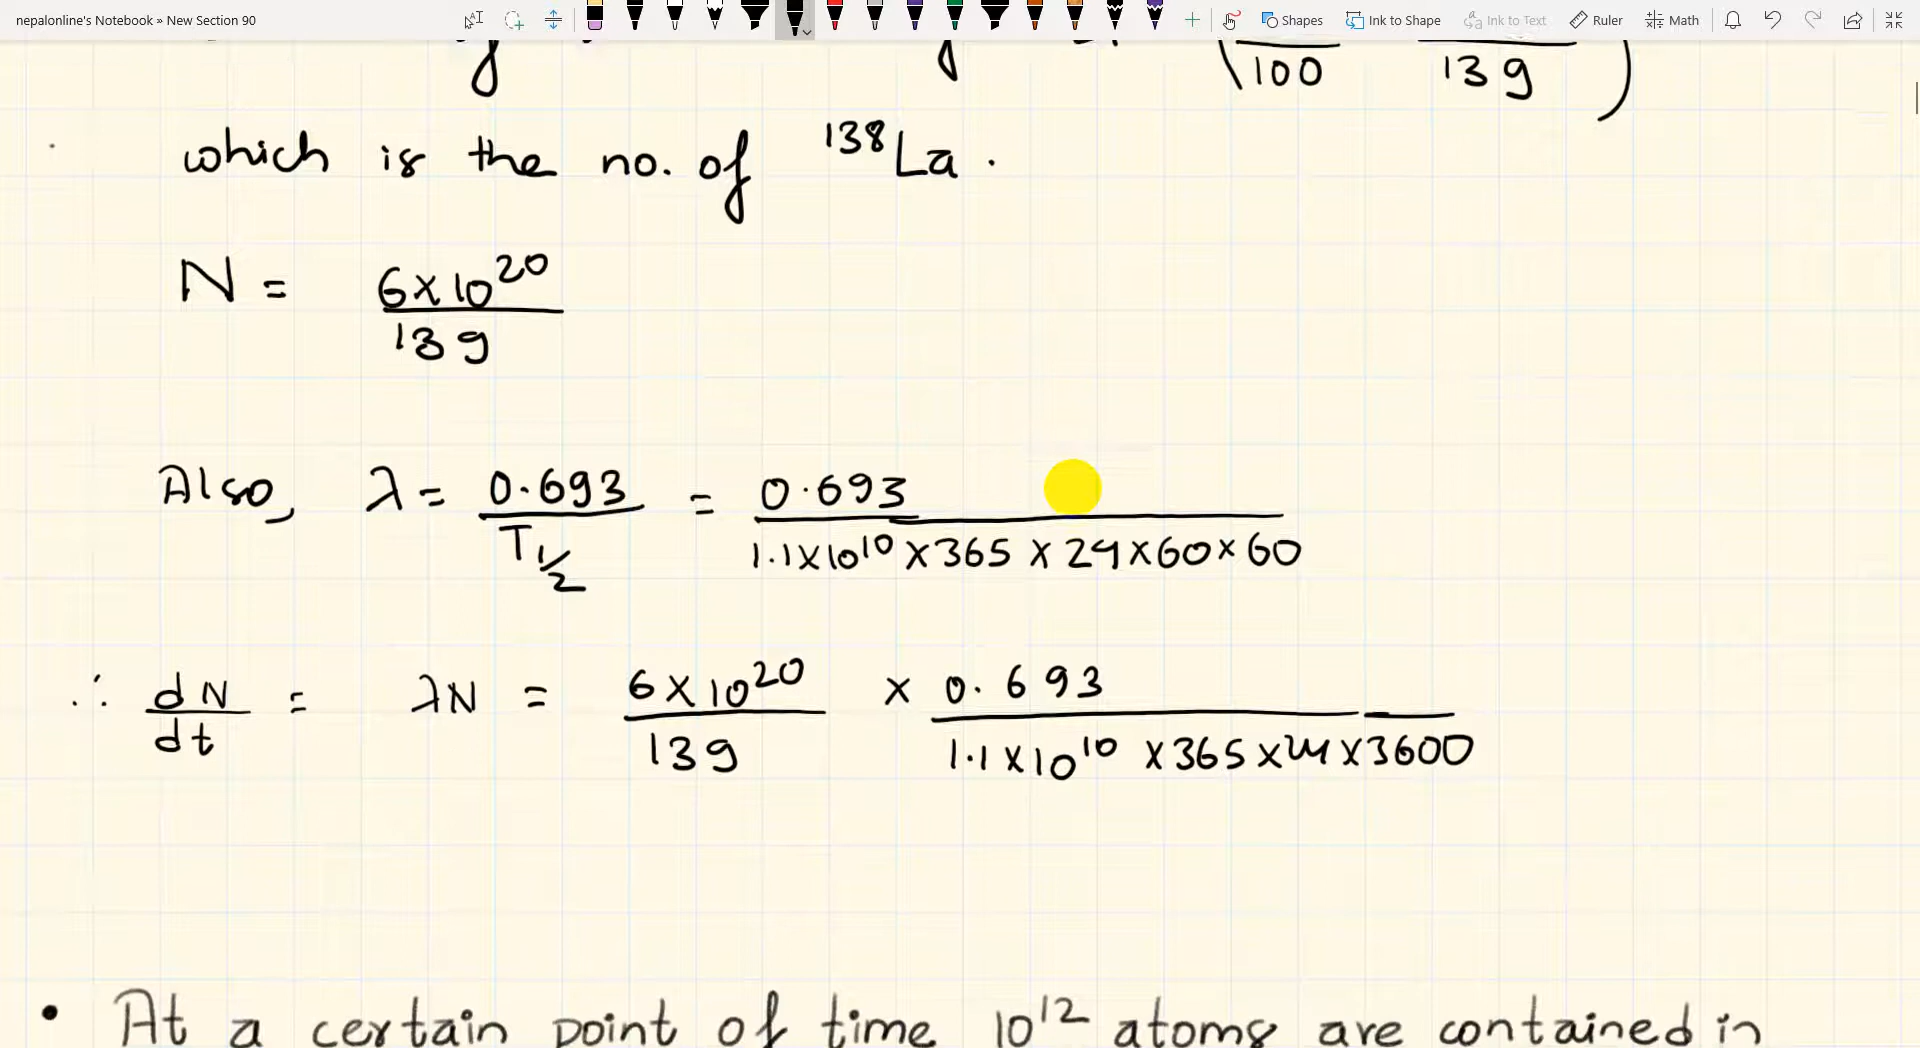 nepalonline's Notebook » New Section 90
Shapes Ink to Shape Ink to Text Ruler Math
100 139
which is the no. of ¹³⁸La.
N = 6×10²⁰ / 139
Also, λ = 0.693 / T₁/₂ = 0.693 / 1.1×10¹⁰ × 365 × 24 × 60 × 60
∴ dN / dt = λN = 6×10²⁰ / 139 × 0.693 / 1.1×10¹⁰ × 365 × 24 × 3600
• At a certain point of time 10¹² atoms are contained in